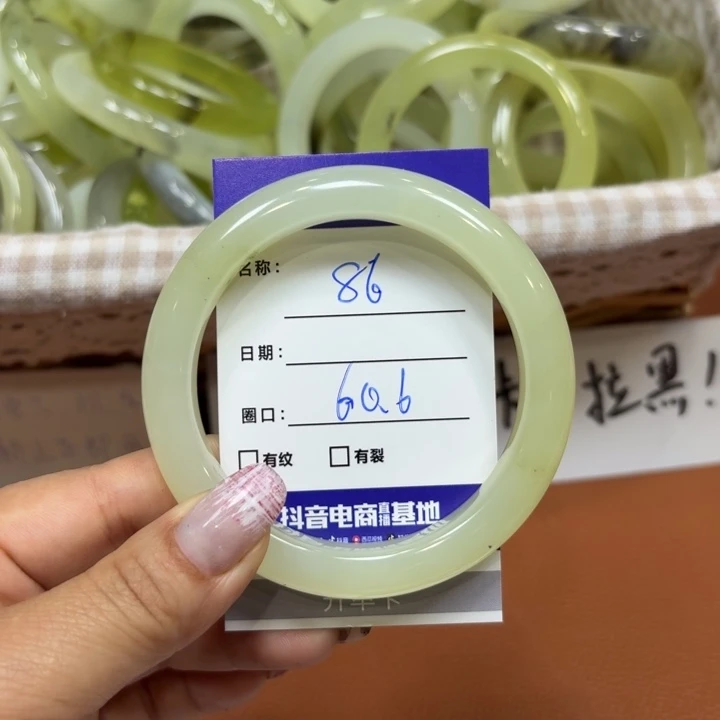 名称: 86
日期:
圈口: 60.6
有纹 有裂
抖音电商直播基地
拉黑!